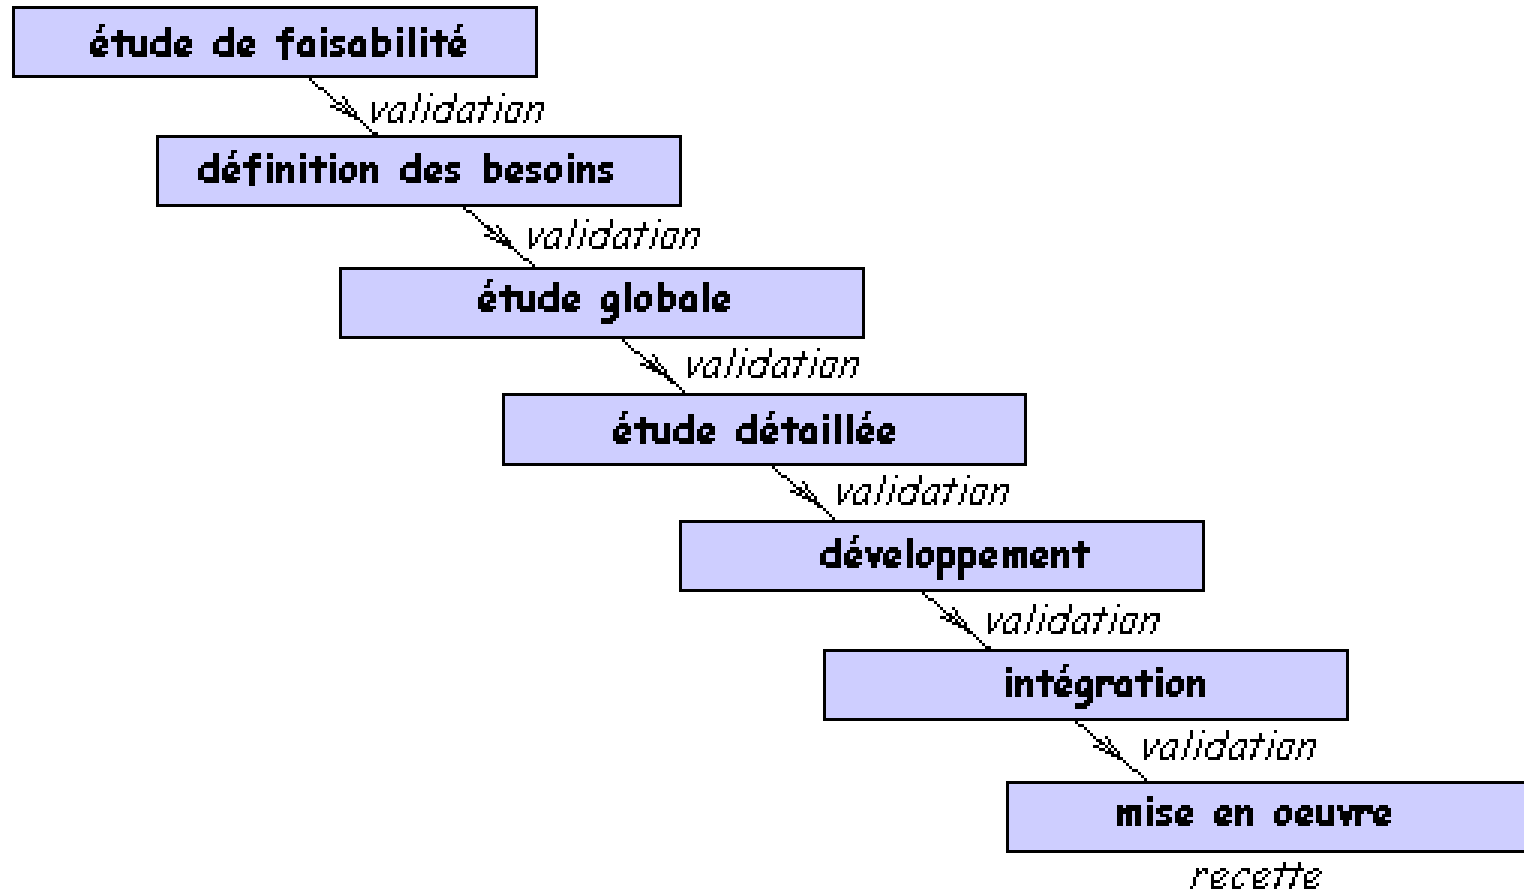 étude de faisabilité
validation
définition des besoins
validation
étude globale
validation
étude détaillée
validation
développement
validation
intégration
validation
mise en oeuvre
recette